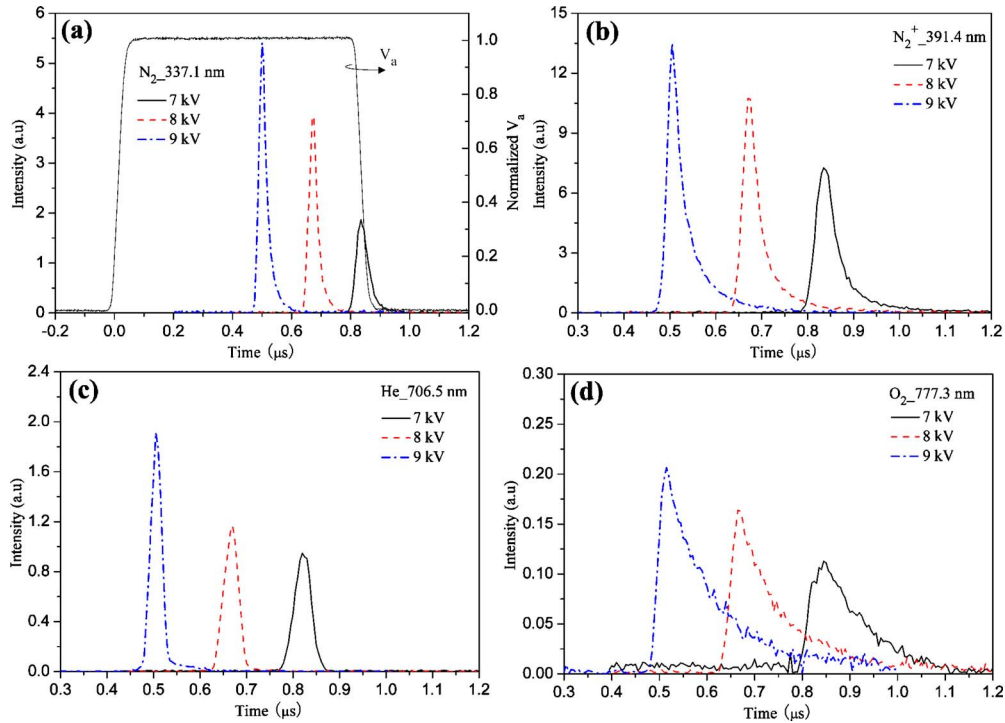 (a)
V_a
N_2_337.1 nm
7 kV
8 kV
9 kV
Intensity (a.u)
6
5
4
3
2
1
0
Normalized V_a
1.0
0.8
0.6
0.4
0.2
0.0
-0.2 0.0 0.2 0.4 0.6 0.8 1.0 1.2
Time (μs)
(b)
N_2^+_391.4 nm
7 kV
8 kV
9 kV
Intensity (a.u)
15
12
9
6
3
0
0.3 0.4 0.5 0.6 0.7 0.8 0.9 1.0 1.1 1.2
Time (μs)
(c)
He_706.5 nm
7 kV
8 kV
9 kV
Intensity (a.u)
2.4
2.0
1.6
1.2
0.8
0.4
0.0
0.3 0.4 0.5 0.6 0.7 0.8 0.9 1.0 1.1 1.2
Time (μs)
(d)
O_2_777.3 nm
7 kV
8 kV
9 kV
Intensity (a.u)
0.30
0.25
0.20
0.15
0.10
0.05
0.00
0.3 0.4 0.5 0.6 0.7 0.8 0.9 1.0 1.1 1.2
Time (μs)